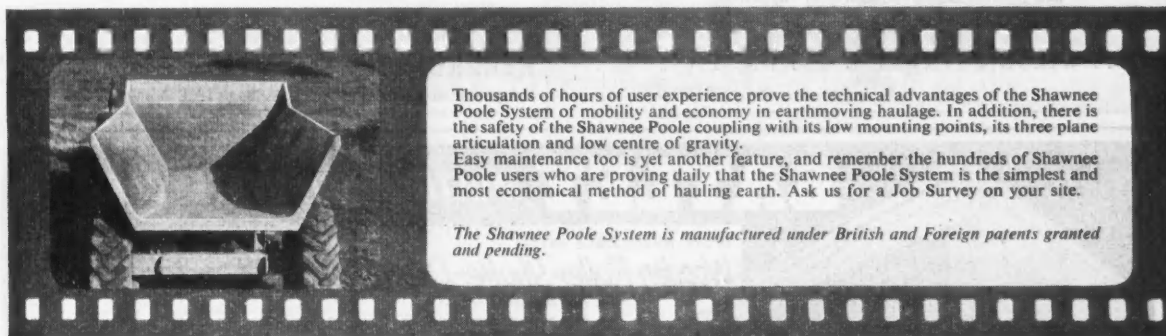 Thousands of hours of user experience prove the technical advantages of the Shawnee
Poole System of mobility and economy in earthmoving haulage. In addition, there is
the safety of the Shawnee Poole coupling with its low mounting points, its three plane
articulation and low centre of gravity.
Easy maintenance too is yet another feature, and remember the hundreds of Shawnee
Poole users who are proving daily that the Shawnee Poole System is the simplest and
most economical method of hauling earth. Ask us for a Job Survey on your site.
The Shawnee Poole System is manufactured under British and Foreign patents granted
and pending.